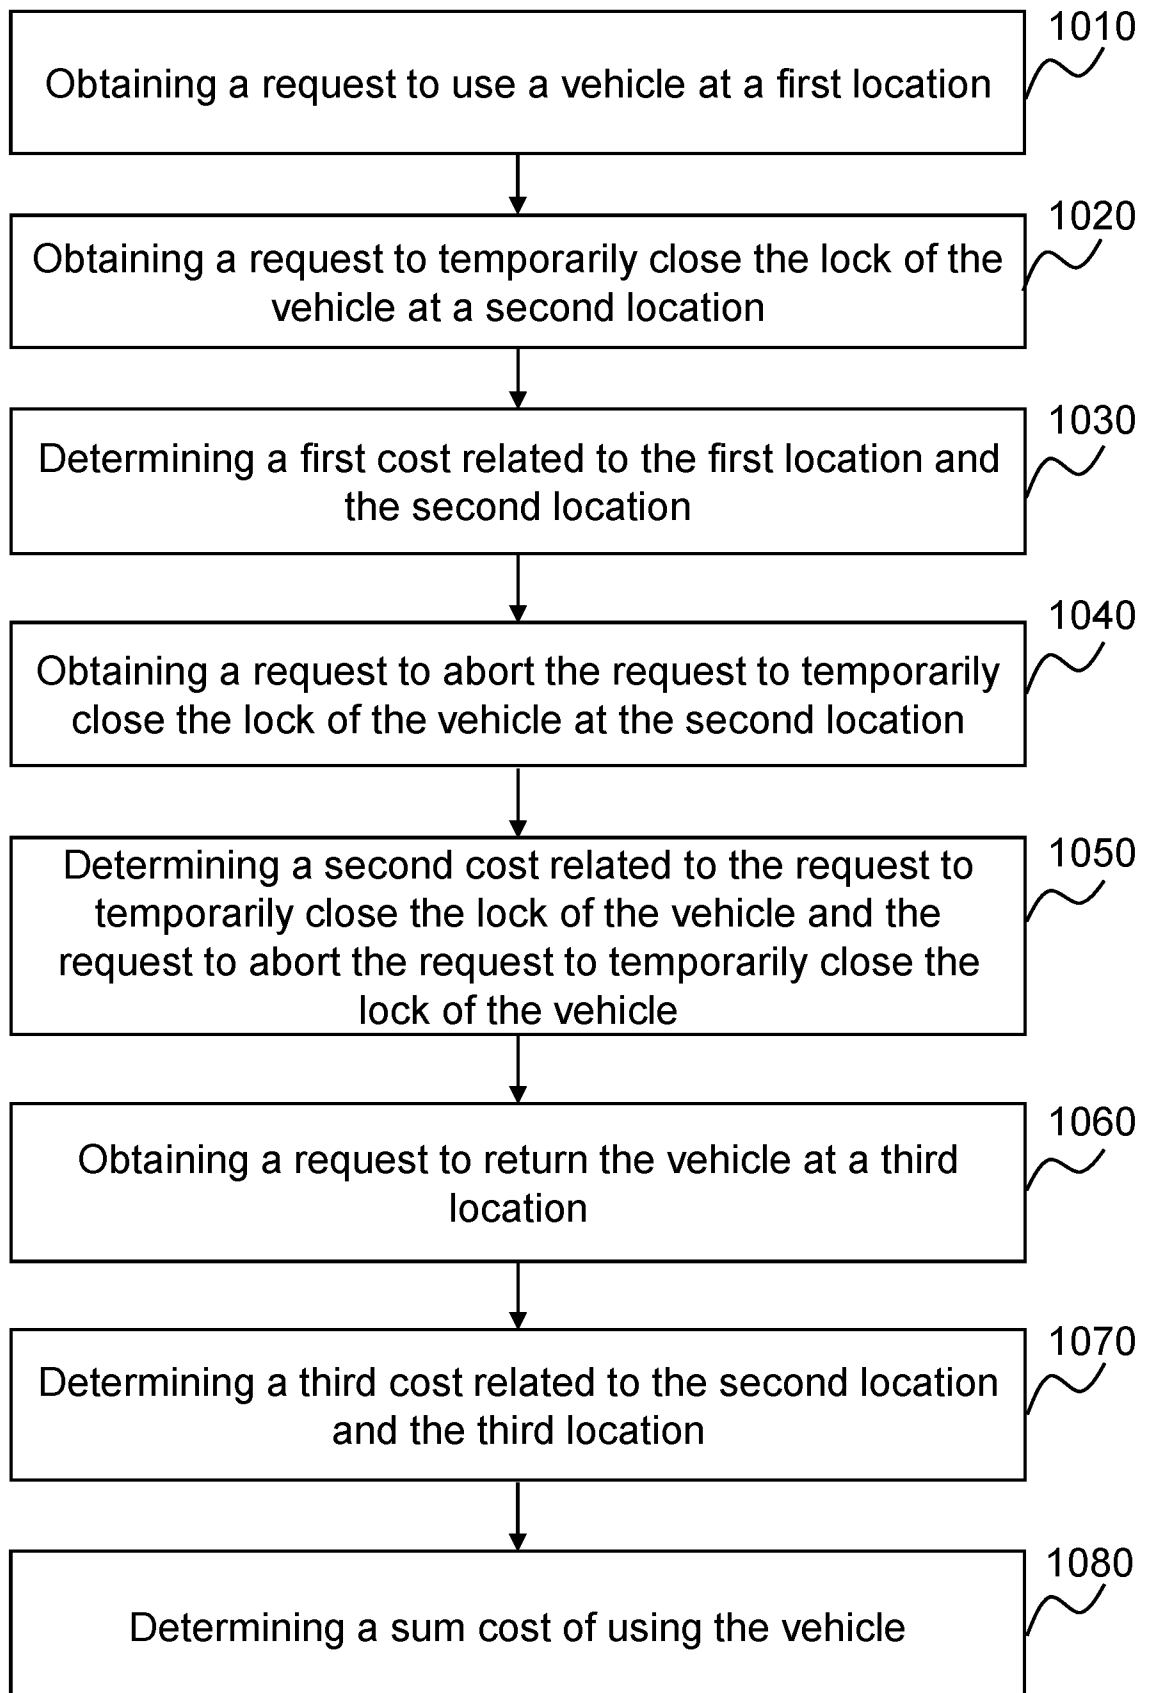 1010
Obtaining a request to use a vehicle at a first location
1020
Obtaining a request to temporarily close the lock of the
vehicle at a second location
1030
Determining a first cost related to the first location and
the second location
1040
Obtaining a request to abort the request to temporarily
close the lock of the vehicle at the second location
1050
Determining a second cost related to the request to
temporarily close the lock of the vehicle and the
request to abort the request to temporarily close the
lock of the vehicle
1060
Obtaining a request to return the vehicle at a third
location
1070
Determining a third cost related to the second location
and the third location
1080
Determining a sum cost of using the vehicle